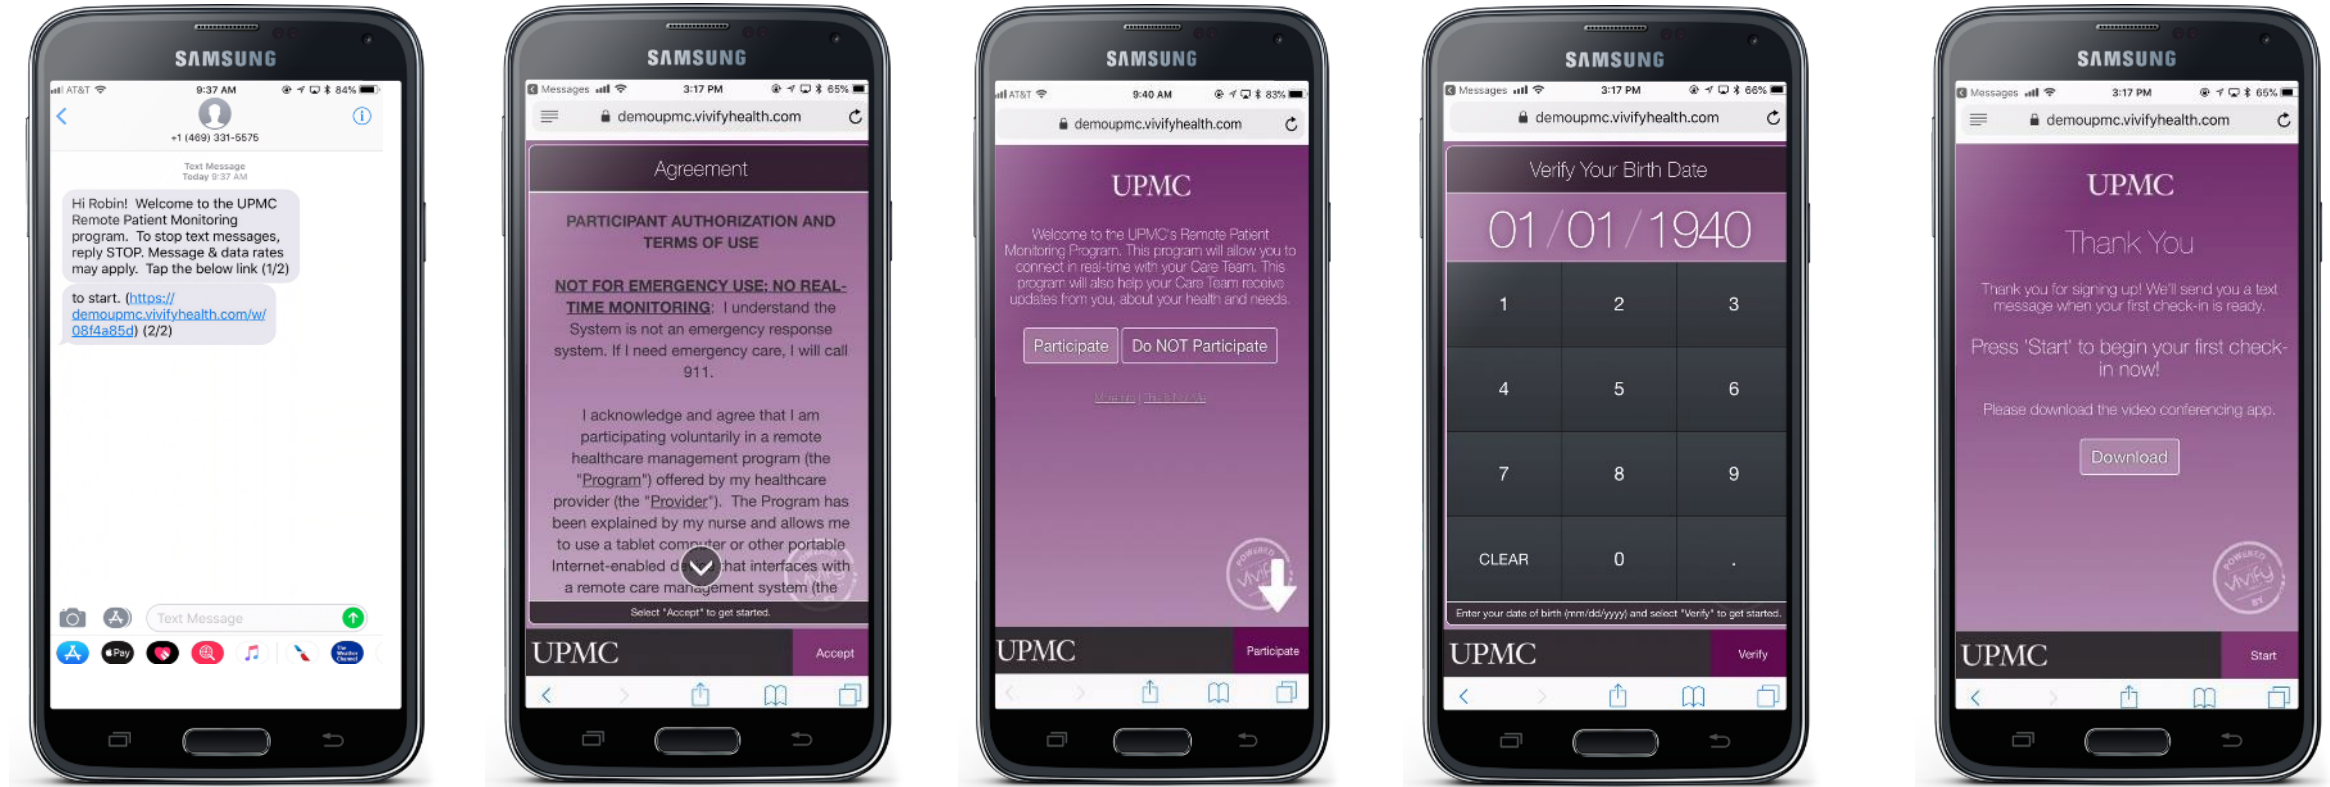 SAMSUNG
AT&T
9:37 AM
84%
+1 (469) 331-5575
Text Message
Today 9:37 AM
Hi Robin!  Welcome to the UPMC
Remote Patient Monitoring
program.  To stop text messages,
reply STOP. Message & data rates
may apply.  Tap the below link (1/2)
to start. (https://
demoupmc.vivifyhealth.com/w/
08f4a85d) (2/2)
Text Message
Pay
The
Weather
Channel
SAMSUNG
Messages
3:17 PM
65%
demoupmc.vivifyhealth.com
Agreement
PARTICIPANT AUTHORIZATION AND
TERMS OF USE
NOT FOR EMERGENCY USE; NO REAL-
TIME MONITORING:  I understand the
System is not an emergency response
system. If I need emergency care, I will call
911.
I acknowledge and agree that I am
participating voluntarily in a remote
healthcare management program (the
"Program") offered by my healthcare
provider (the "Provider").  The Program has
been explained by my nurse and allows me
to use a tablet computer or other portable
Internet-enabled that interfaces with
a remote care management system (the
Select "Accept" to get started.
UPMC
Accept
SAMSUNG
AT&T
9:40 AM
83%
demoupmc.vivifyhealth.com
UPMC
Welcome to the UPMC's Remote Patient
Monitoring Program. This program will allow you to
connect in real-time with your Care Team. This
program will also help your Care Team receive
updates from you, about your health and needs.
Participate
Do NOT Participate
POWERED
UPMC
Participate
SAMSUNG
Messages
3:17 PM
66%
demoupmc.vivifyhealth.com
Verify Your Birth Date
01/01/1940
1 2 3
4 5 6
7 8 9
CLEAR 0 .
Enter your date of birth (mm/dd/yyyy) and select "Verify" to get started.
UPMC
Verify
SAMSUNG
Messages
3:17 PM
65%
demoupmc.vivifyhealth.com
UPMC
Thank You
Thank you for signing up! We'll send you a text
message when your first check-in is ready.
Press 'Start' to begin your first check-
in now!
Please download the video conferencing app.
Download
POWERED
vivify
BY
UPMC
Start